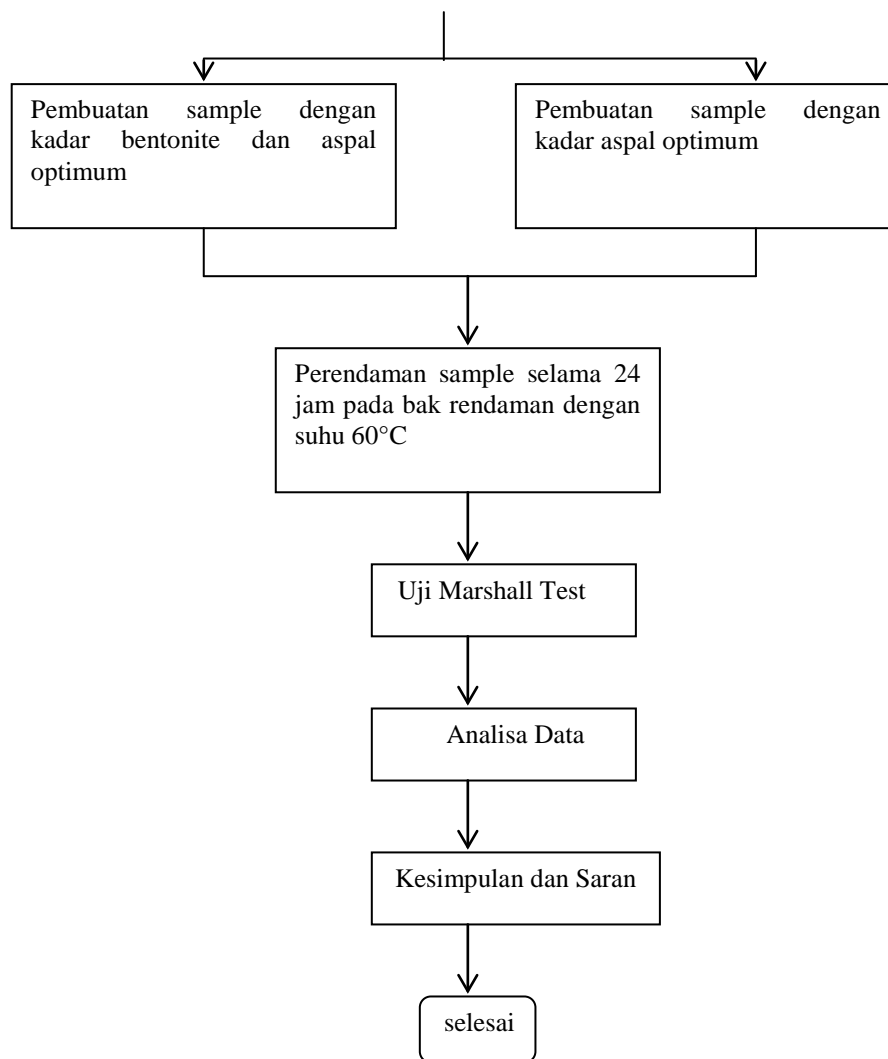 Pembuatan sample dengan
kadar bentonite dan aspal
optimum
Pembuatan sample dengan
kadar aspal optimum
Perendaman sample selama 24
jam pada bak rendaman dengan
suhu 60°C
Uji Marshall Test
Analisa Data
Kesimpulan dan Saran
selesai